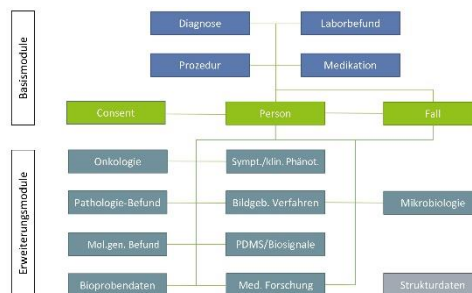 Basismodule
Diagnose
Laborbefund
Prozedur
Medikation
Consent
Person
Fall
Erweiterungsmodule
Onkologie
Sympt./klin. Phänot.
Pathologie-Befund
Bildgeb. Verfahren
Mikrobiologie
Mol.gen. Befund
PDMS/Biosignale
Bioprobendaten
Med. Forschung
Strukturdaten